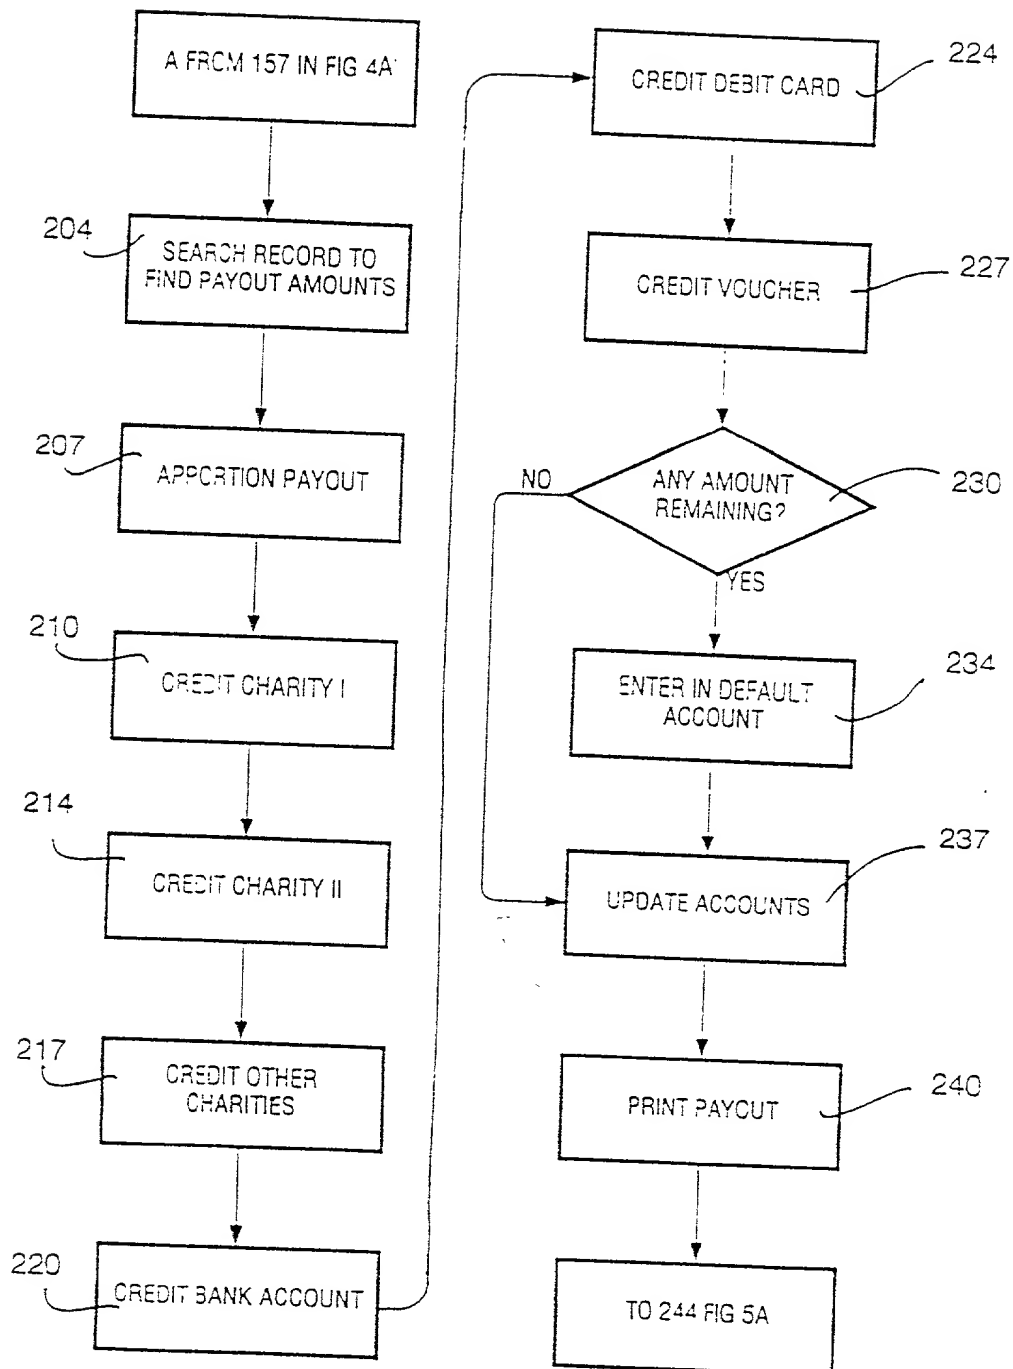 A FROM 157 IN FIG 4A
204
SEARCH RECORD TO
FIND PAYOUT AMOUNTS
207
APPORTION PAYOUT
210
CREDIT CHARITY I
214
CREDIT CHARITY II
217
CREDIT OTHER
CHARITIES
220
CREDIT BANK ACCOUNT
224
CREDIT DEBIT CARD
227
CREDIT VOUCHER
230
ANY AMOUNT
REMAINING?
NO
YES
234
ENTER IN DEFAULT
ACCOUNT
237
UPDATE ACCOUNTS
240
PRINT PAYOUT
TO 244 FIG 5A